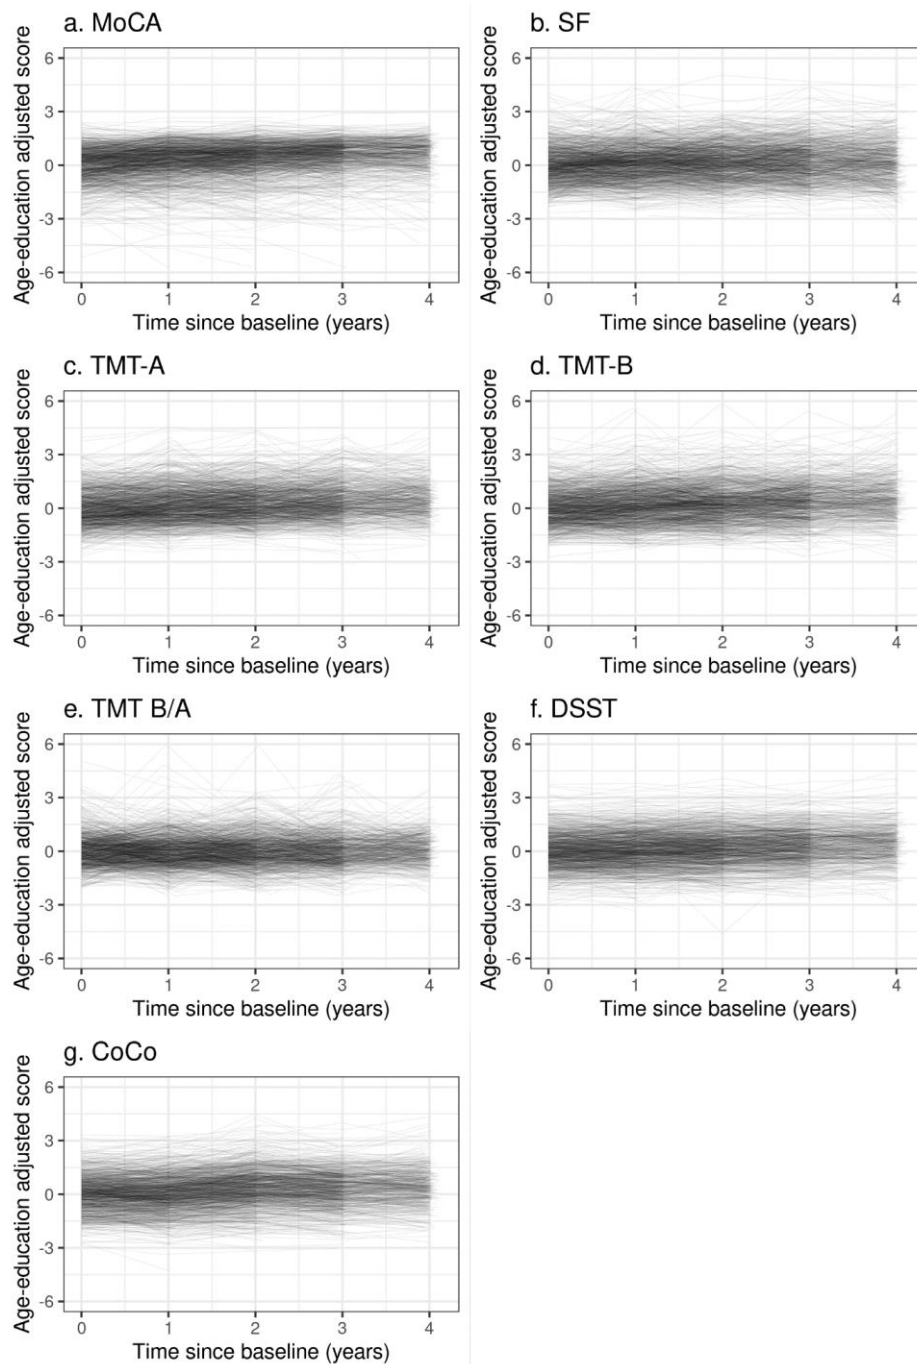 a. MoCA
Age-education adjusted score
6
3
0
-3
-6
0 1 2 3 4
Time since baseline (years)
b. SF
Age-education adjusted score
6
3
0
-3
-6
0 1 2 3 4
Time since baseline (years)
c. TMT-A
Age-education adjusted score
6
3
0
-3
-6
0 1 2 3 4
Time since baseline (years)
d. TMT-B
Age-education adjusted score
6
3
0
-3
-6
0 1 2 3 4
Time since baseline (years)
e. TMT B/A
Age-education adjusted score
6
3
0
-3
-6
0 1 2 3 4
Time since baseline (years)
f. DSST
Age-education adjusted score
6
3
0
-3
-6
0 1 2 3 4
Time since baseline (years)
g. CoCo
Age-education adjusted score
6
3
0
-3
-6
0 1 2 3 4
Time since baseline (years)